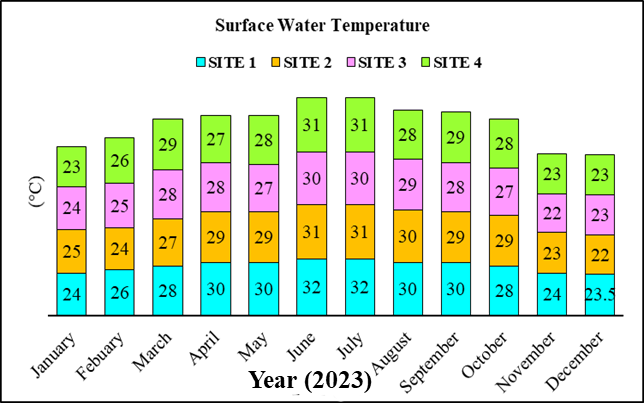 Surface Water Temperature
SITE 1 SITE 2 SITE 3 SITE 4
(°C)
23 26 29 27 28 31 31 28 29 28 23 23
24 25 28 28 27 30 30 29 28 27 22 23
25 24 27 29 29 31 31 30 29 29 23 22
24 26 28 30 30 32 32 30 30 28 24 23.5
January Febuary March April May June July August September October November December
Year (2023)